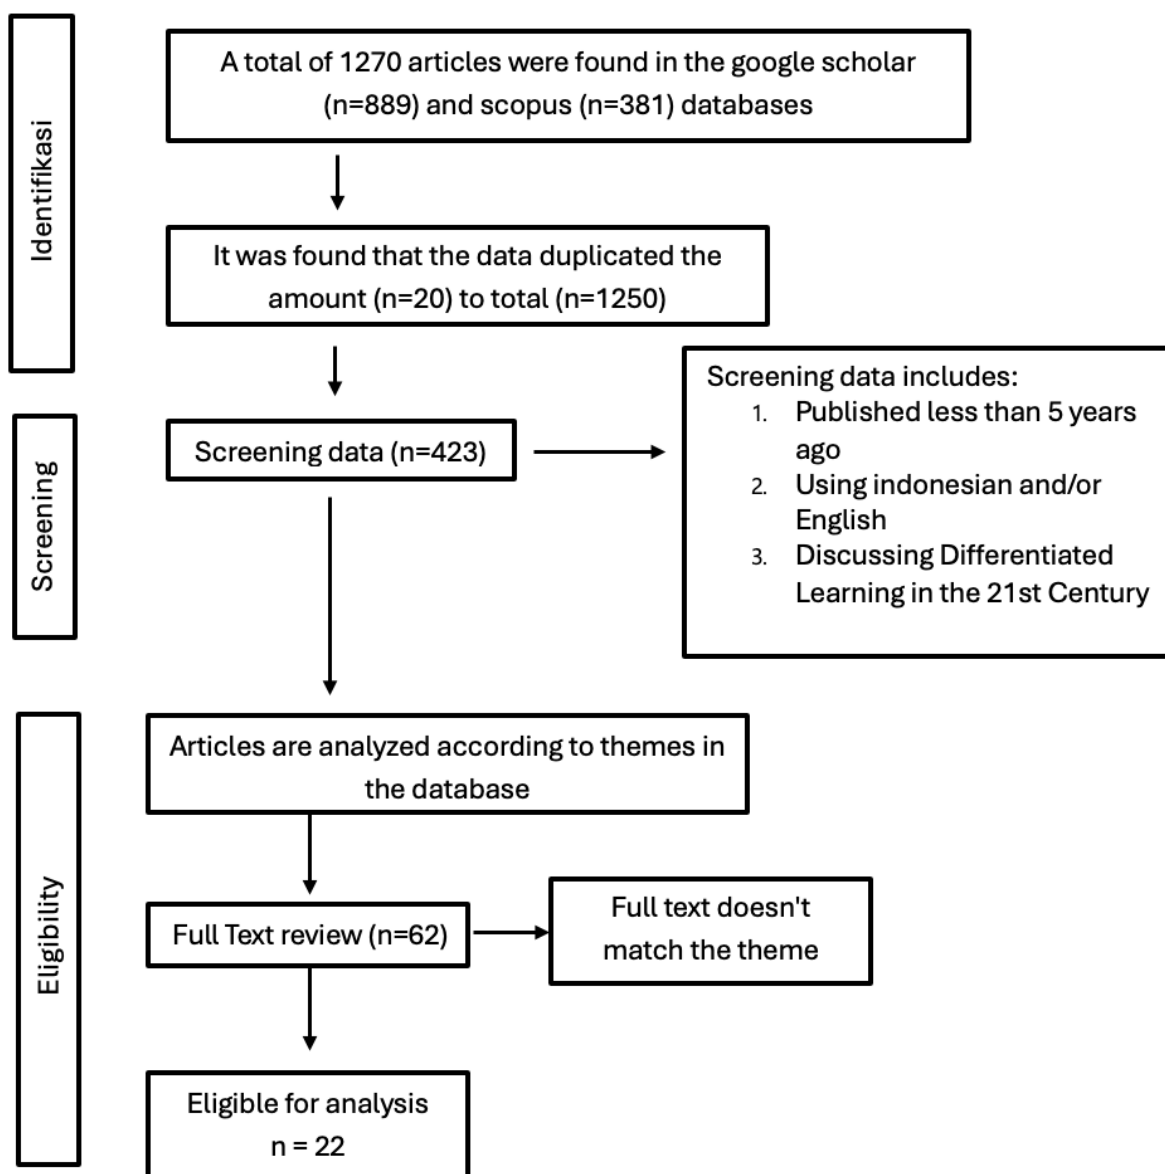 Identifikasi
A total of 1270 articles were found in the google scholar
(n=889) and scopus (n=381) databases
It was found that the data duplicated the
amount (n=20) to total (n=1250)
Screening
Screening data (n=423)
Screening data includes:
1. Published less than 5 years
ago
2. Using indonesian and/or
English
3. Discussing Differentiated
Learning in the 21st Century
Eligibility
Articles are analyzed according to themes in
the database
Full Text review (n=62)
Full text doesn't
match the theme
Eligible for analysis
n = 22